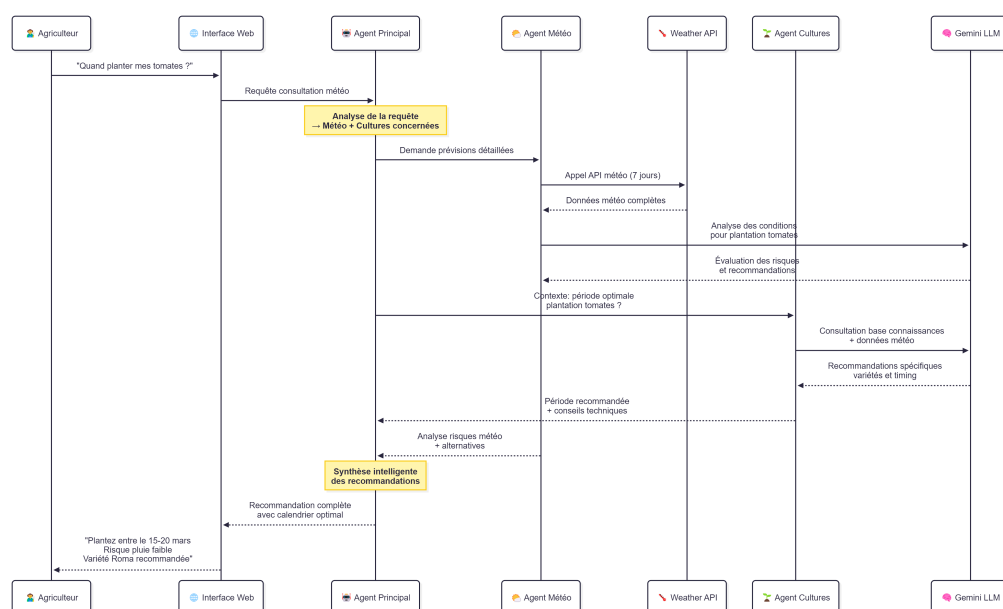 Agriculteur
Interface Web
Agent Principal
Agent Météo
Weather API
Agent Cultures
Gemini LLM
"Quand planter mes tomates ?"
Requête consultation météo
Analyse de la requête
→ Météo + Cultures concernées
Demande prévisions détaillées
Appel API météo (7 jours)
Données météo complètes
Analyse des conditions
pour plantation tomates
Évaluation des risques
et recommandations
Contexte: période optimale
plantation tomates ?
Consultation base connaissances
+ données météo
Recommandations spécifiques
variétés et timing
Période recommandée
+ conseils techniques
Analyse risques météo
+ alternatives
Synthèse intelligente
des recommandations
Recommandation complète
avec calendrier optimal
"Plantez entre le 15-20 mars
Risque pluie faible
Variété Roma recommandée"
Agriculteur
Interface Web
Agent Principal
Agent Météo
Weather API
Agent Cultures
Gemini LLM